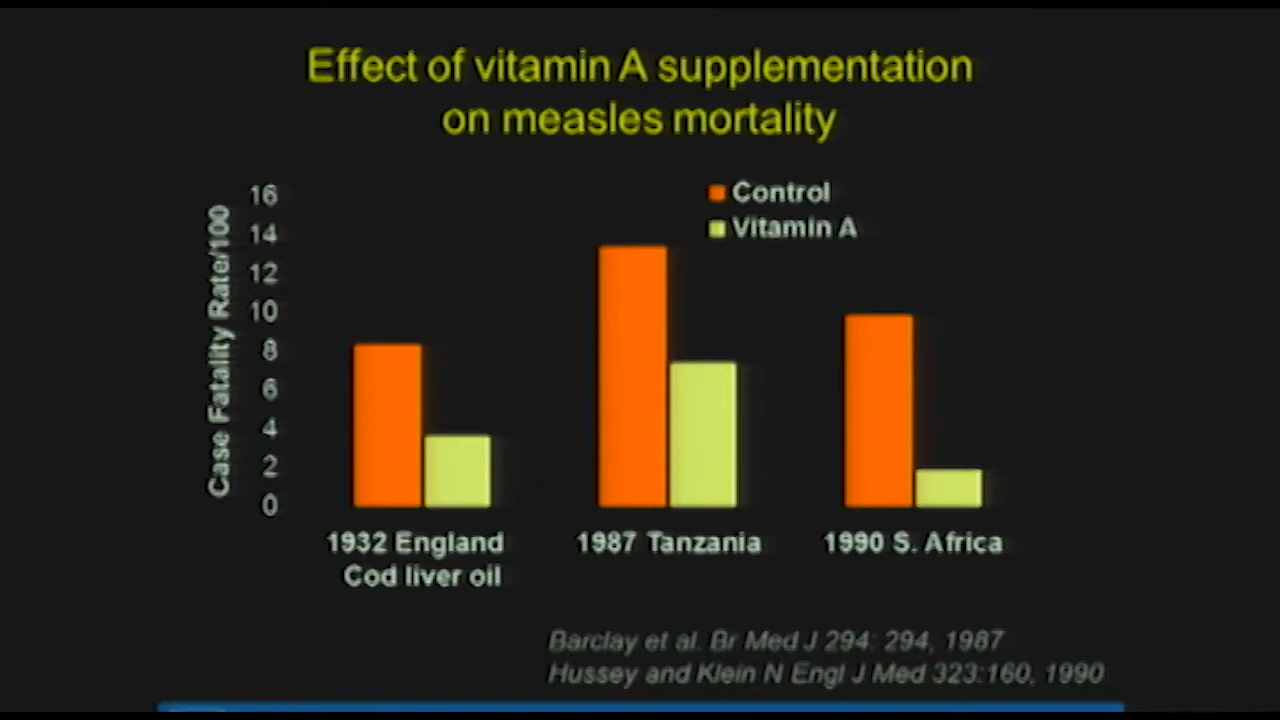 Effect of vitamin A supplementation
on measles mortality
Control
Vitamin A
Case Fatality Rate/100
16
14
12
10
8
6
4
2
0
1932 England
Cod liver oil
1987 Tanzania
1990 S. Africa
Barclay et al. Br Med J 294: 294, 1987
Hussey and Klein N Engl J Med 323:160, 1990